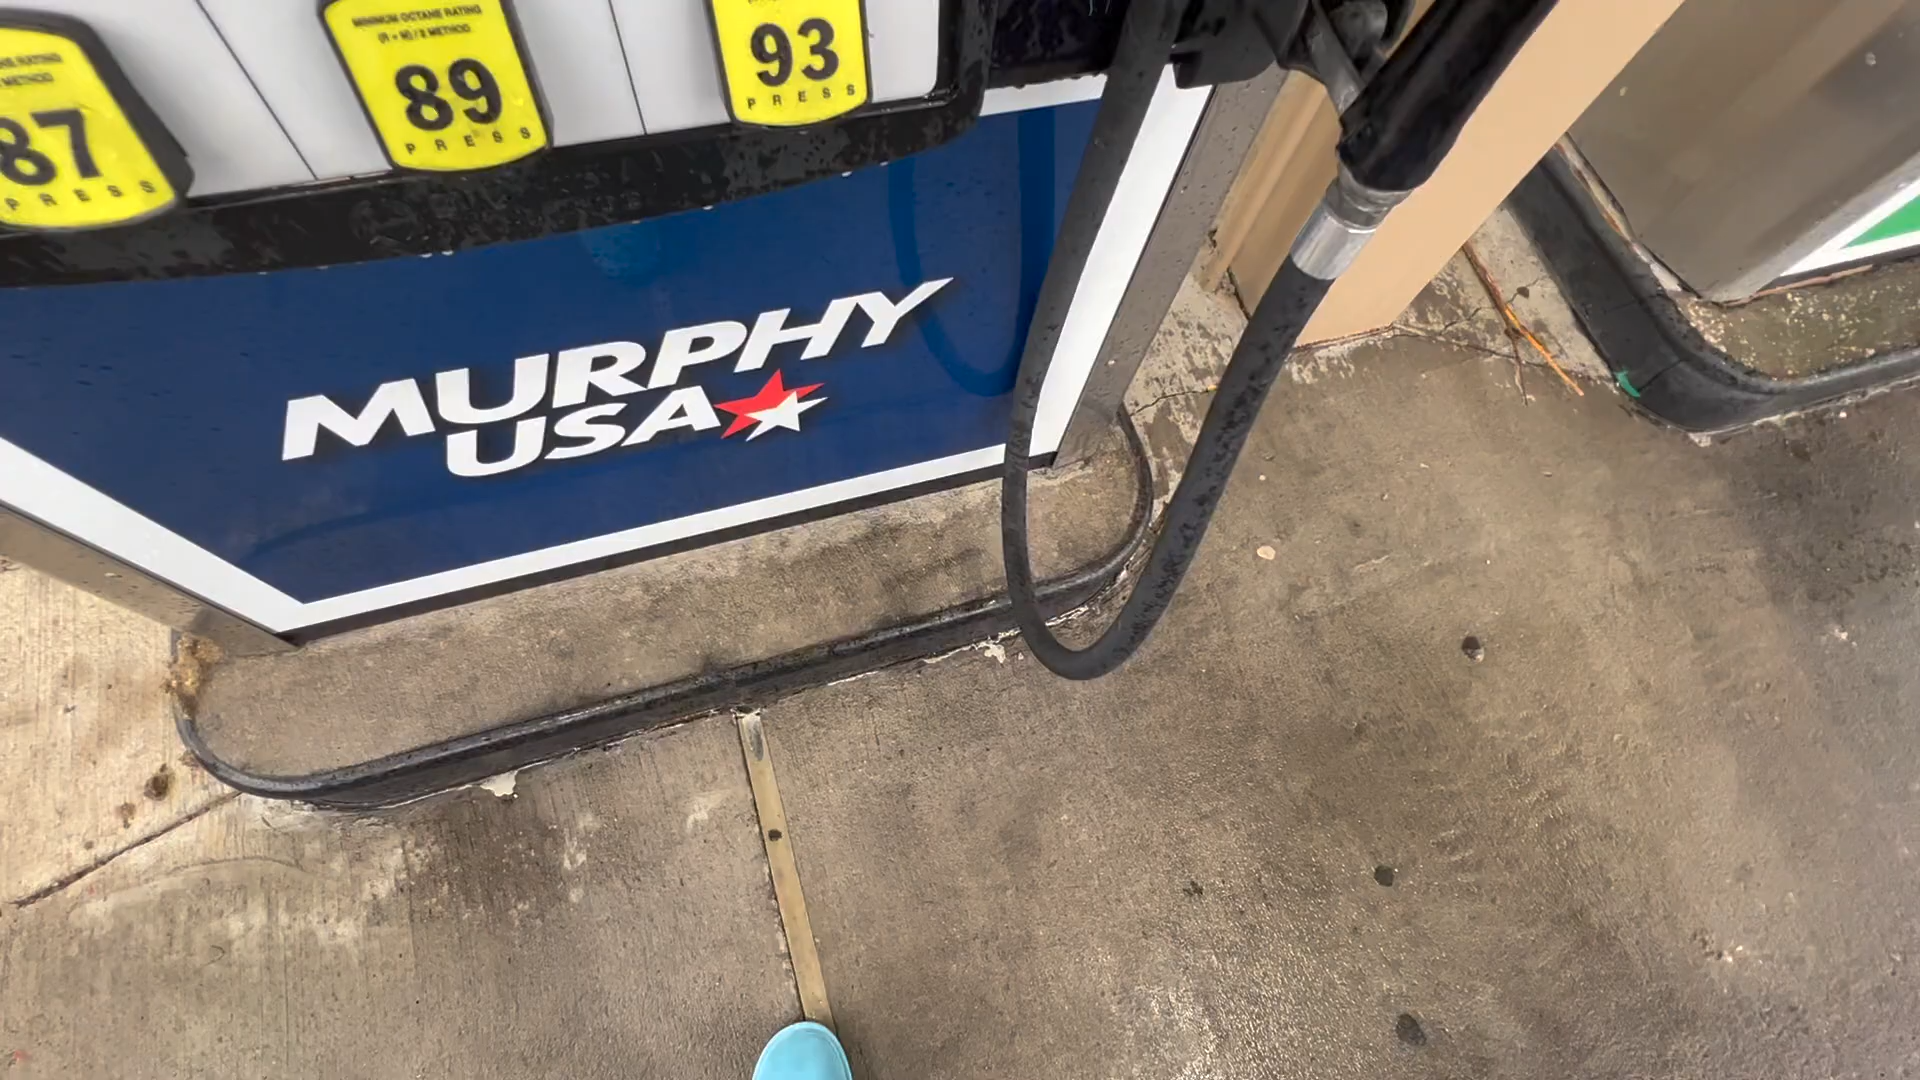 MINIMUM OCTANE RATING
(R + M) / 2 METHOD
87
PRESS
89
PRESS
93
PRESS
MURPHY
USA